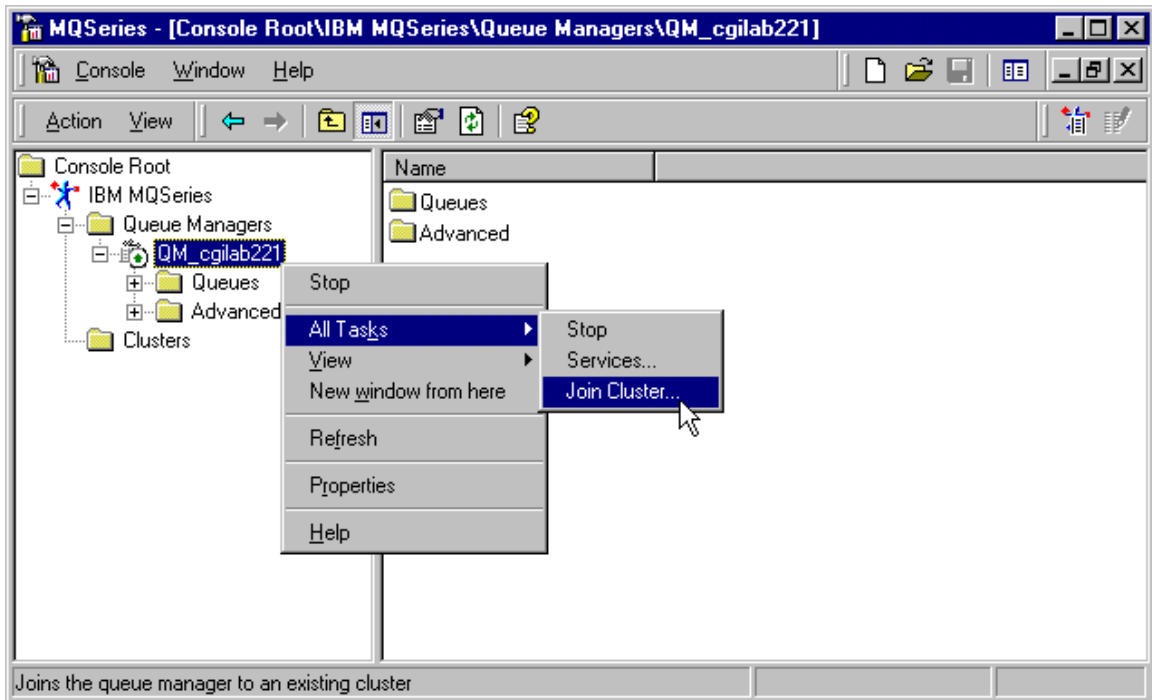 MQSeries - [Console Root\IBM MQSeries\Queue Managers\QM_cgilab221]
Console Window Help
Action View
Console Root
IBM MQSeries
Queue Managers
QM_cgilab221
Queues
Advanced
Clusters
Name
Queues
Advanced
Stop
All Tasks
View
New window from here
Refresh
Properties
Help
Stop
Services...
Join Cluster...
Joins the queue manager to an existing cluster